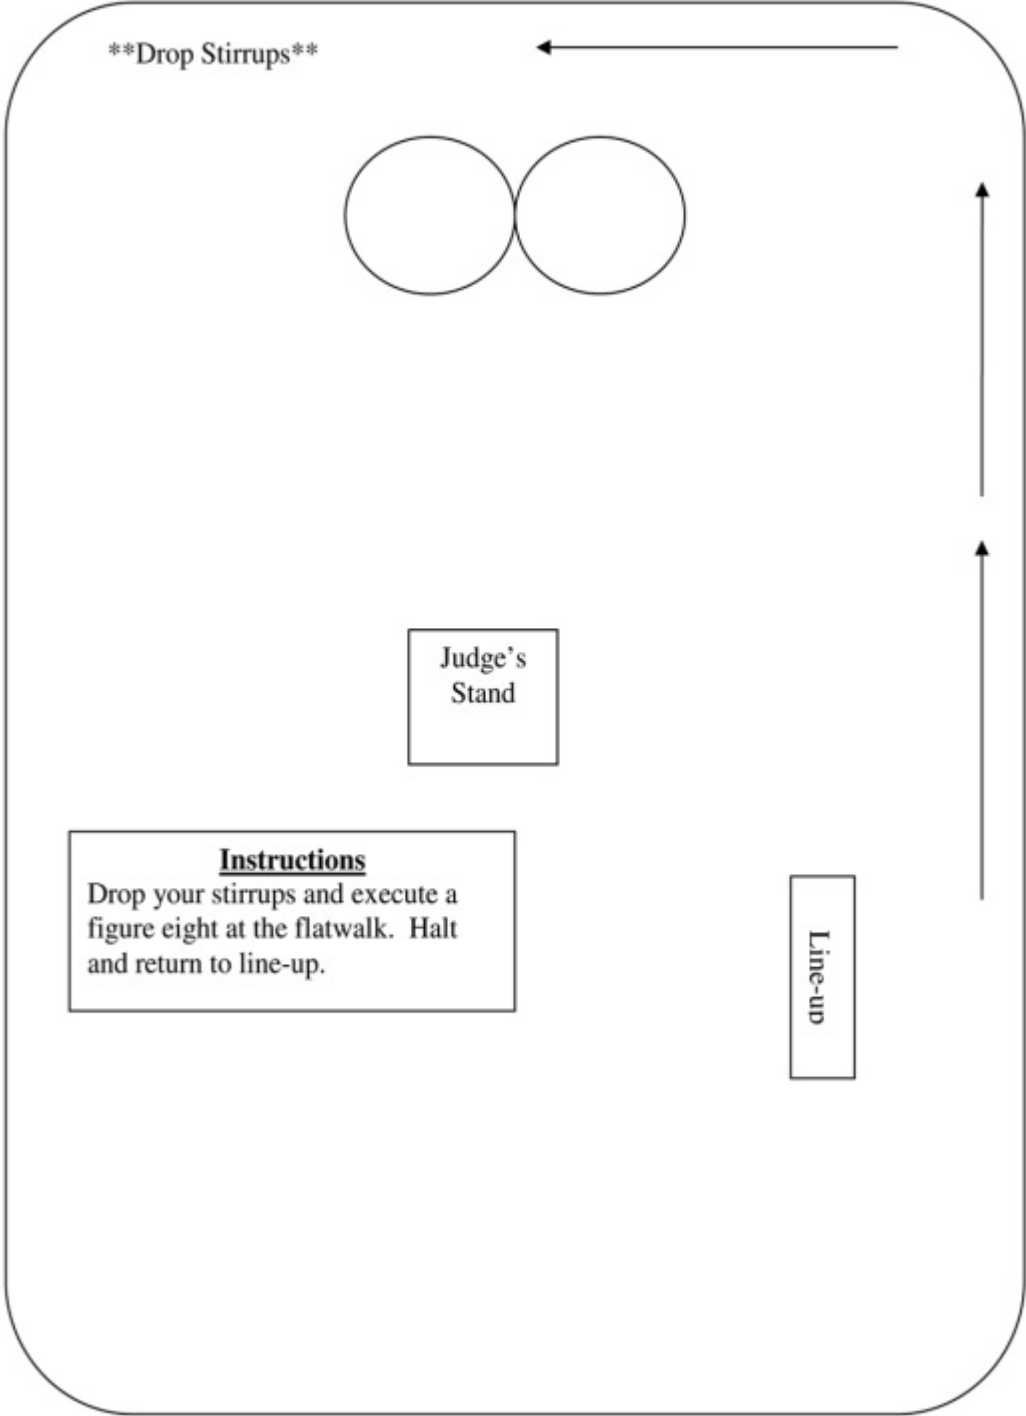 **Drop Stirrups**
Judge's
Stand
Instructions
Drop your stirrups and execute a
figure eight at the flatwalk.  Halt
and return to line-up.
Line-up